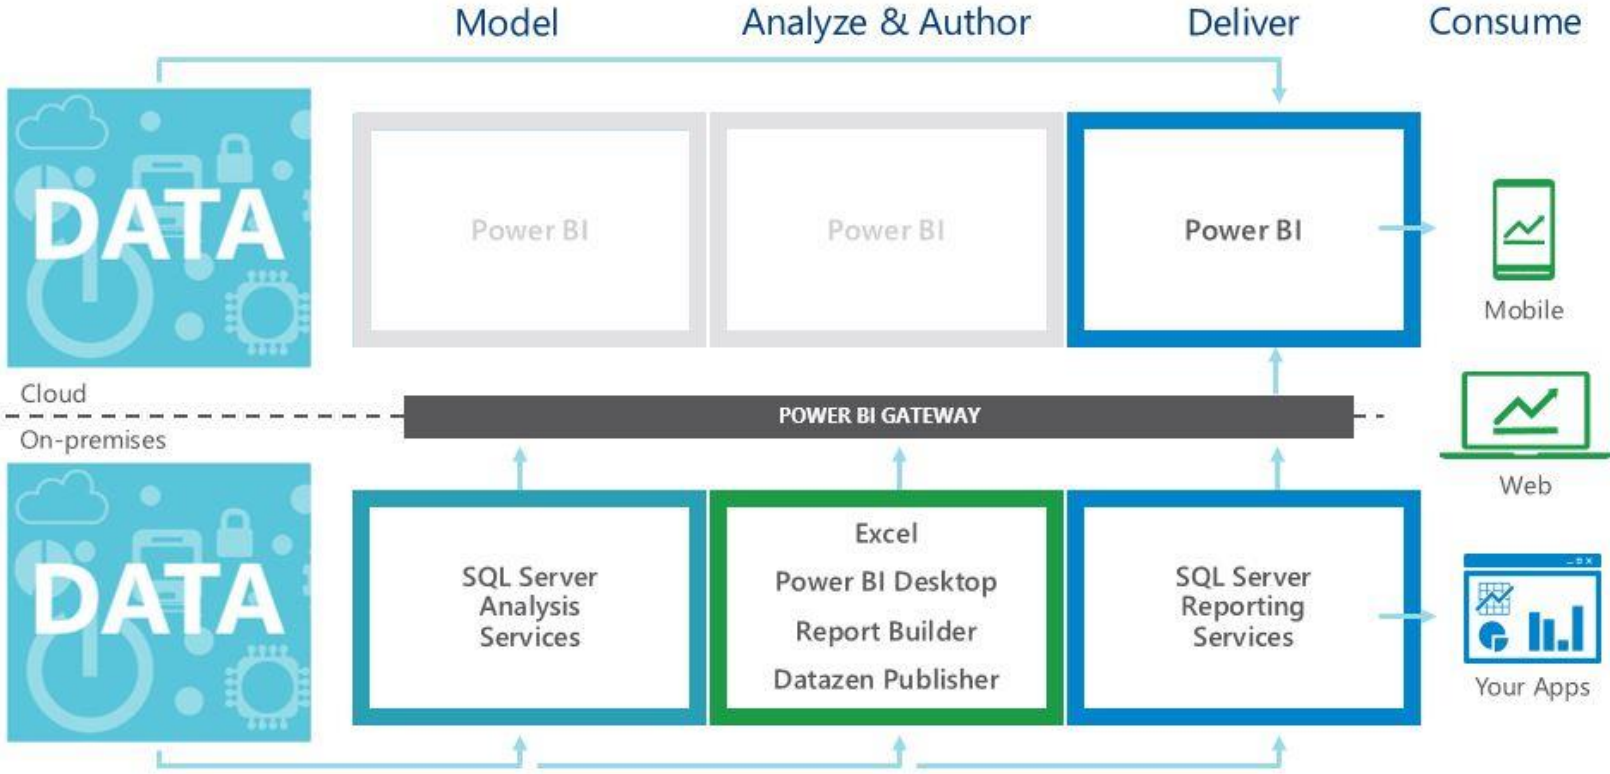 Model
Analyze & Author
Deliver
Consume
DATA
Power BI
Power BI
Power BI
Mobile
Cloud
POWER BI GATEWAY
On-premises
Web
DATA
SQL Server
Analysis
Services
Excel
Power BI Desktop
Report Builder
Datazen Publisher
SQL Server
Reporting
Services
Your Apps